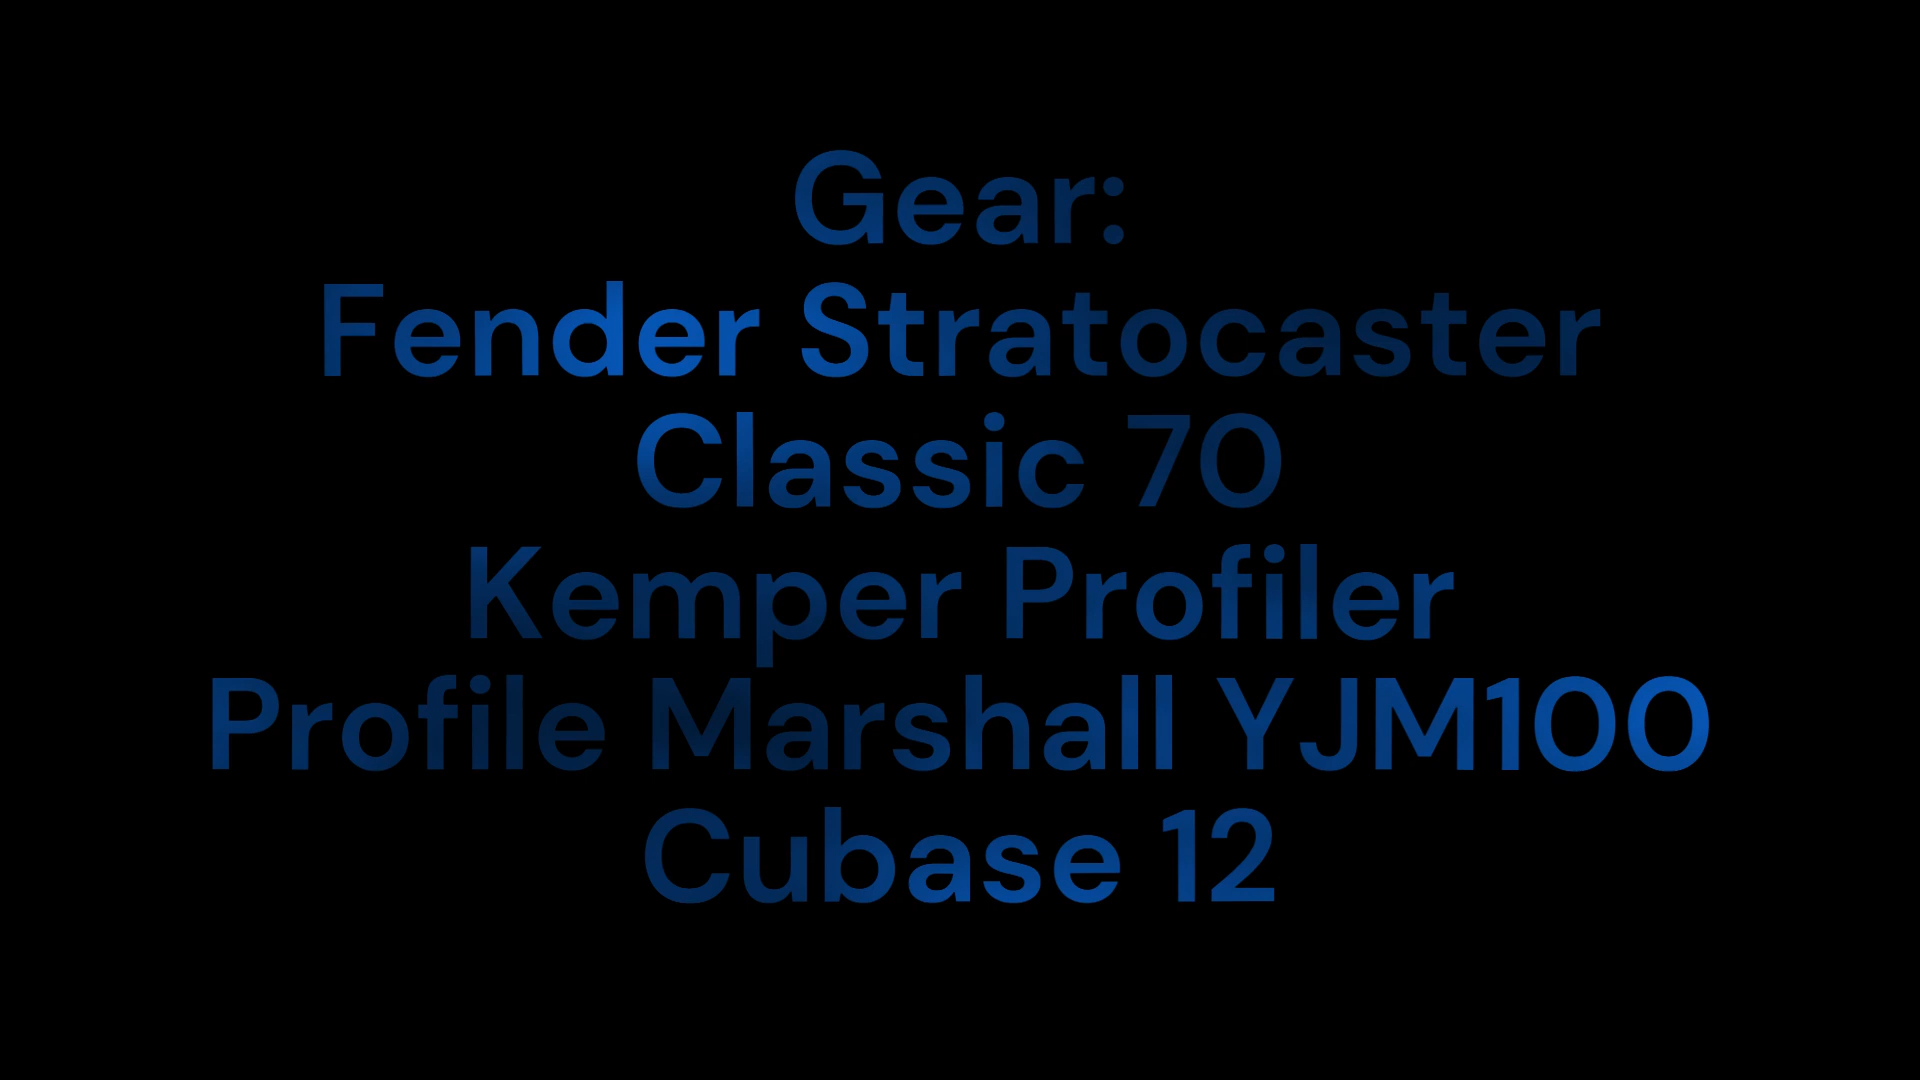 Gear:
Fender Stratocaster
Classic 70
Kemper Profiler
Profile Marshall YJM100
Cubase 12